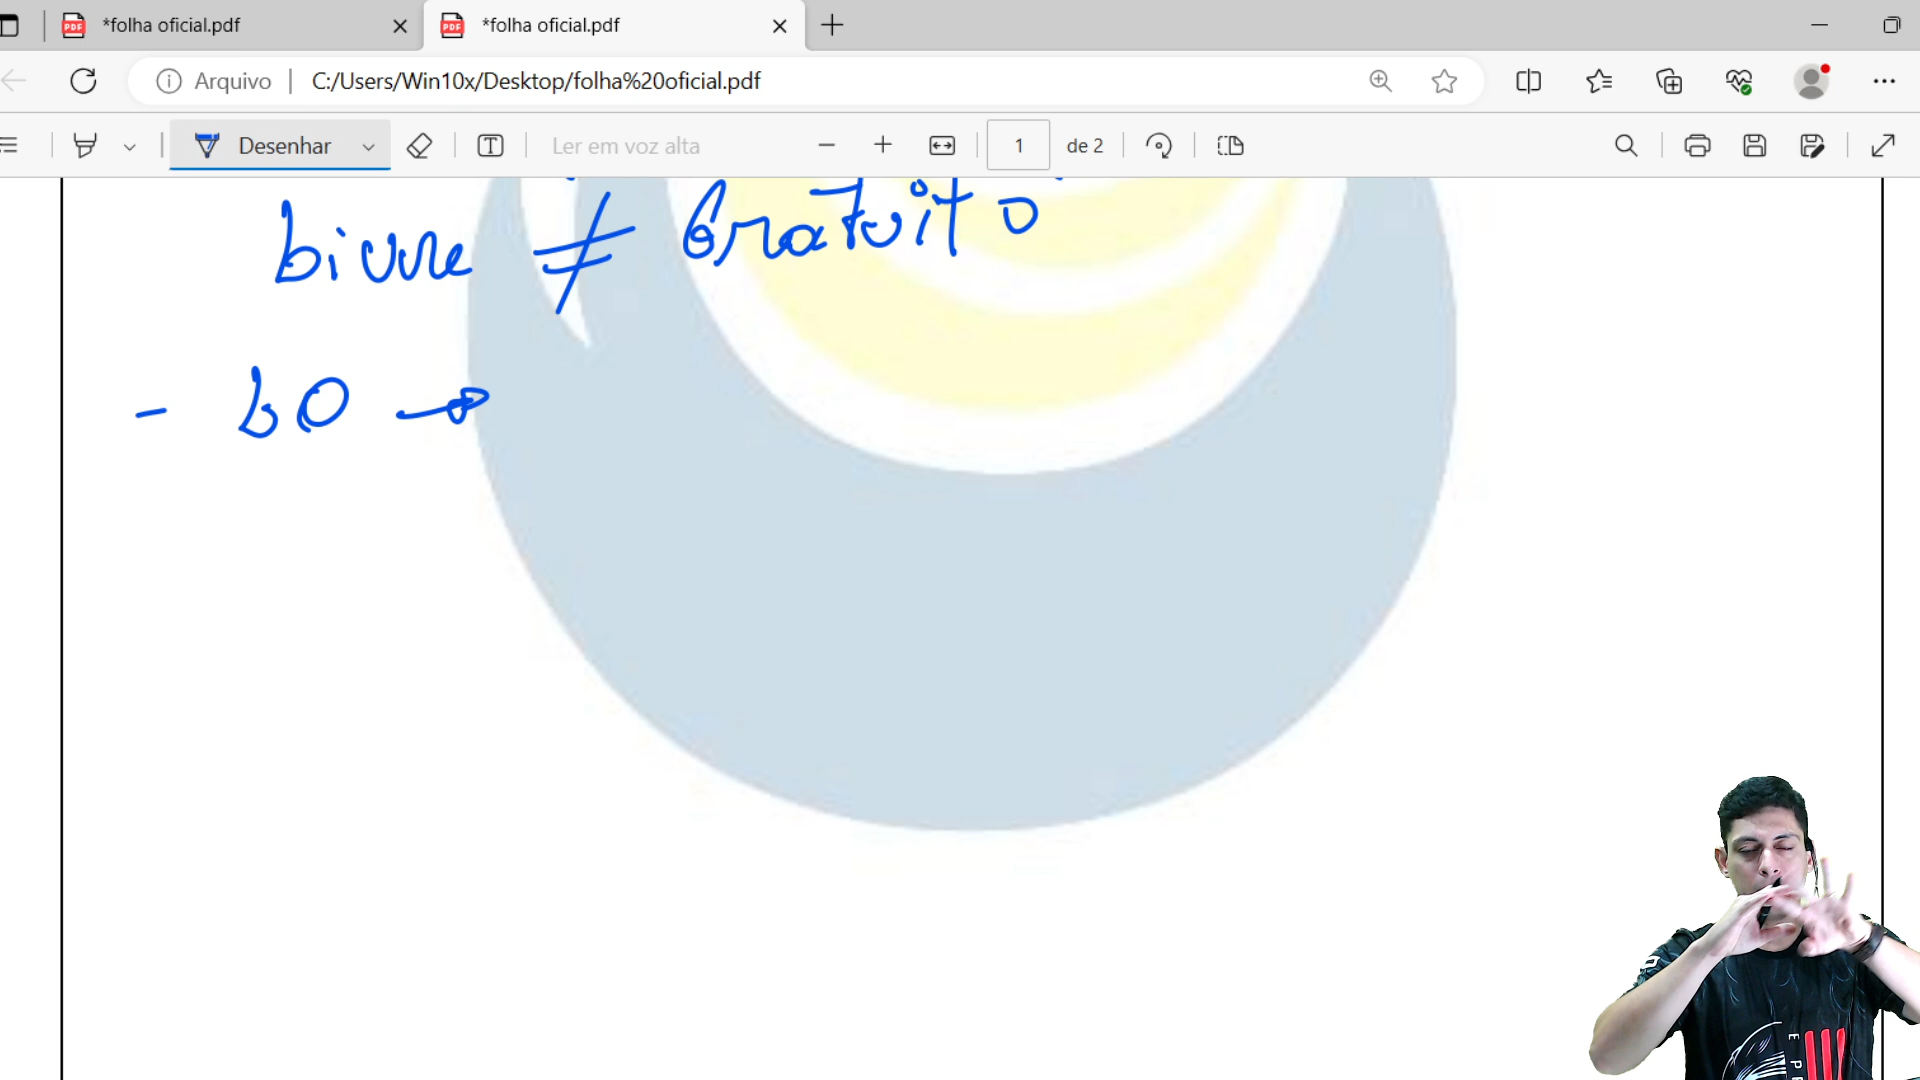 *folha oficial.pdf
*folha oficial.pdf
Arquivo
C:/Users/Win10x/Desktop/folha%20oficial.pdf
Desenhar
T
Ler em voz alta
1
de 2
Livre ≠ Gratuito
- LO →